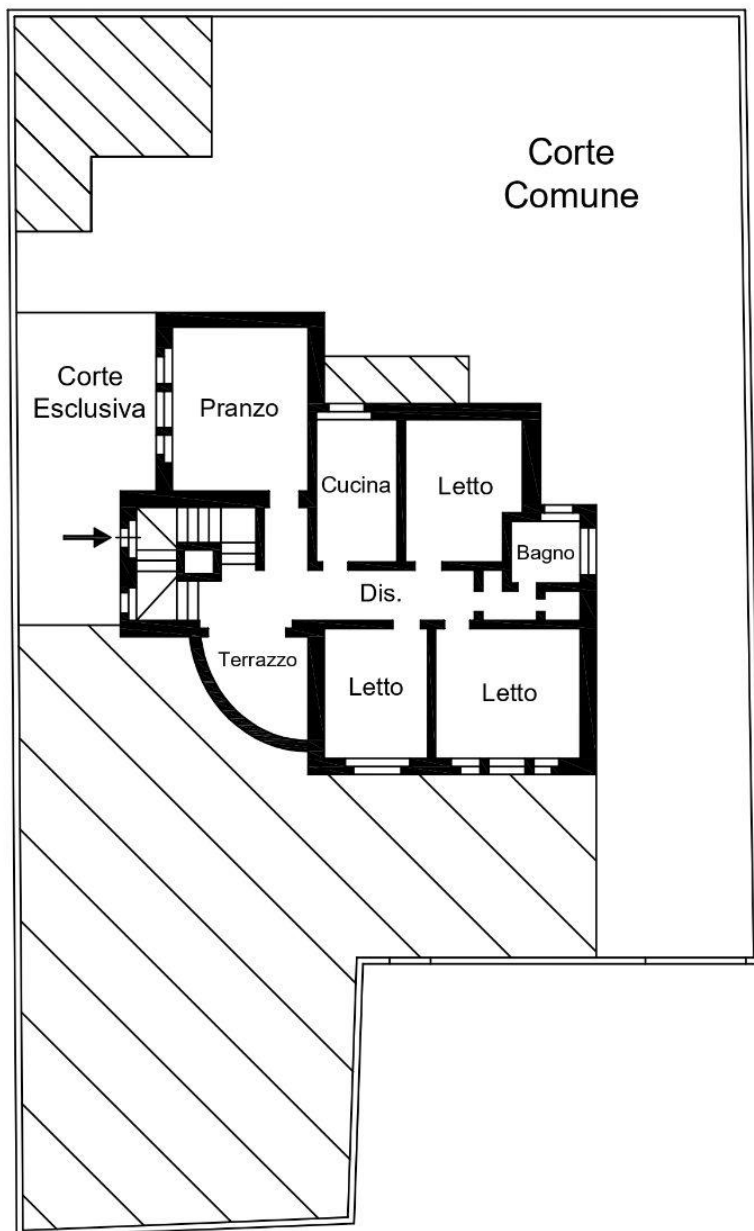 Corte
Comune
Corte
Esclusiva
Pranzo
Cucina
Letto
Bagno
Dis.
Terrazzo
Letto
Letto